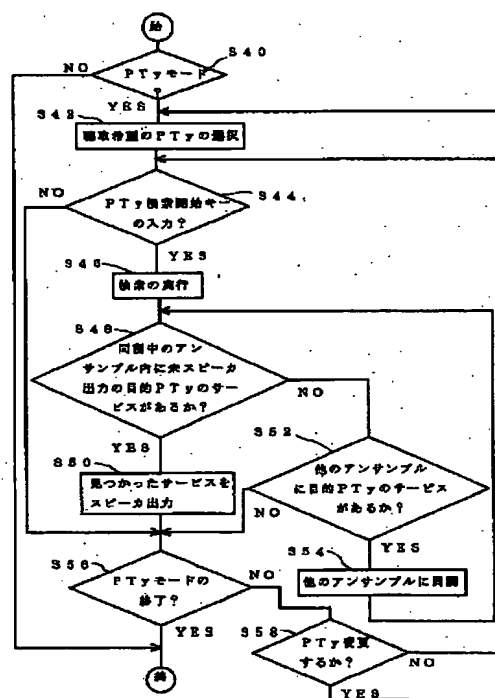 始
S40
NO
PTyモード
?
YES
S42
聴取希望のPTyの選択
S44
NO
PTy検索開始キー
の入力?
YES
S46
検索の実行
S48
同調中のアン
サンブル内に未スピーカ
出力の目的PTyのサー
ビスがあるか?
NO
YES
S52
S50
見つかったサービスを
スピーカ出力
他のアンサンブル
に目的PTyのサービス
があるか?
NO
YES
S54
他のアンサンブルに同調
S56
PTyモードの
終了?
NO
YES
S58
PTy変更
するか?
NO
YES
終